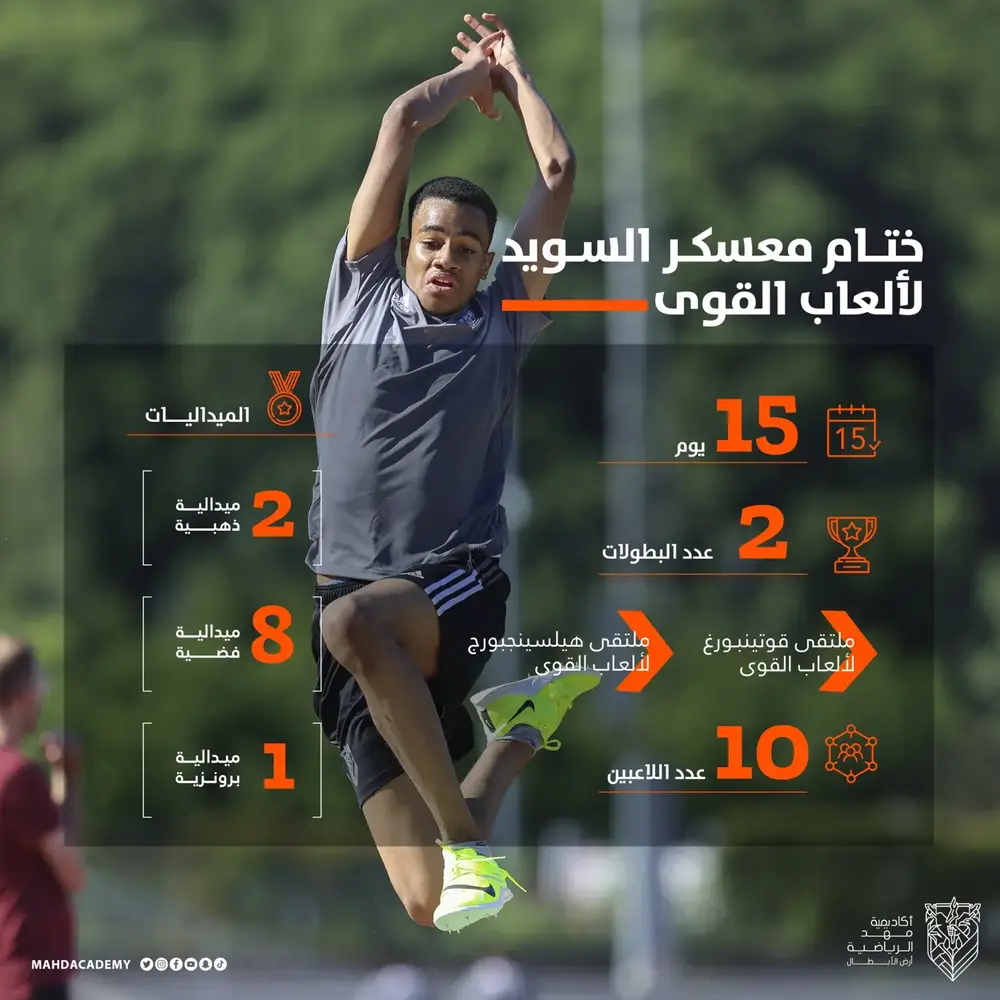 ختام معسكر السويد
لألعاب القوى
15
15 يوم
2 عدد البطولات
ملتقى قوتينبورغ
لألعاب القوى
ملتقى هيلسينجبورج
لألعاب القوى
10 عدد اللاعبين
الميداليات
2 ميدالية
ذهبية
8 ميدالية
فضية
1 ميدالية
برونزية
أكاديمية
مهد
الرياضية
أرض الأبطال
MAHDACADEMY